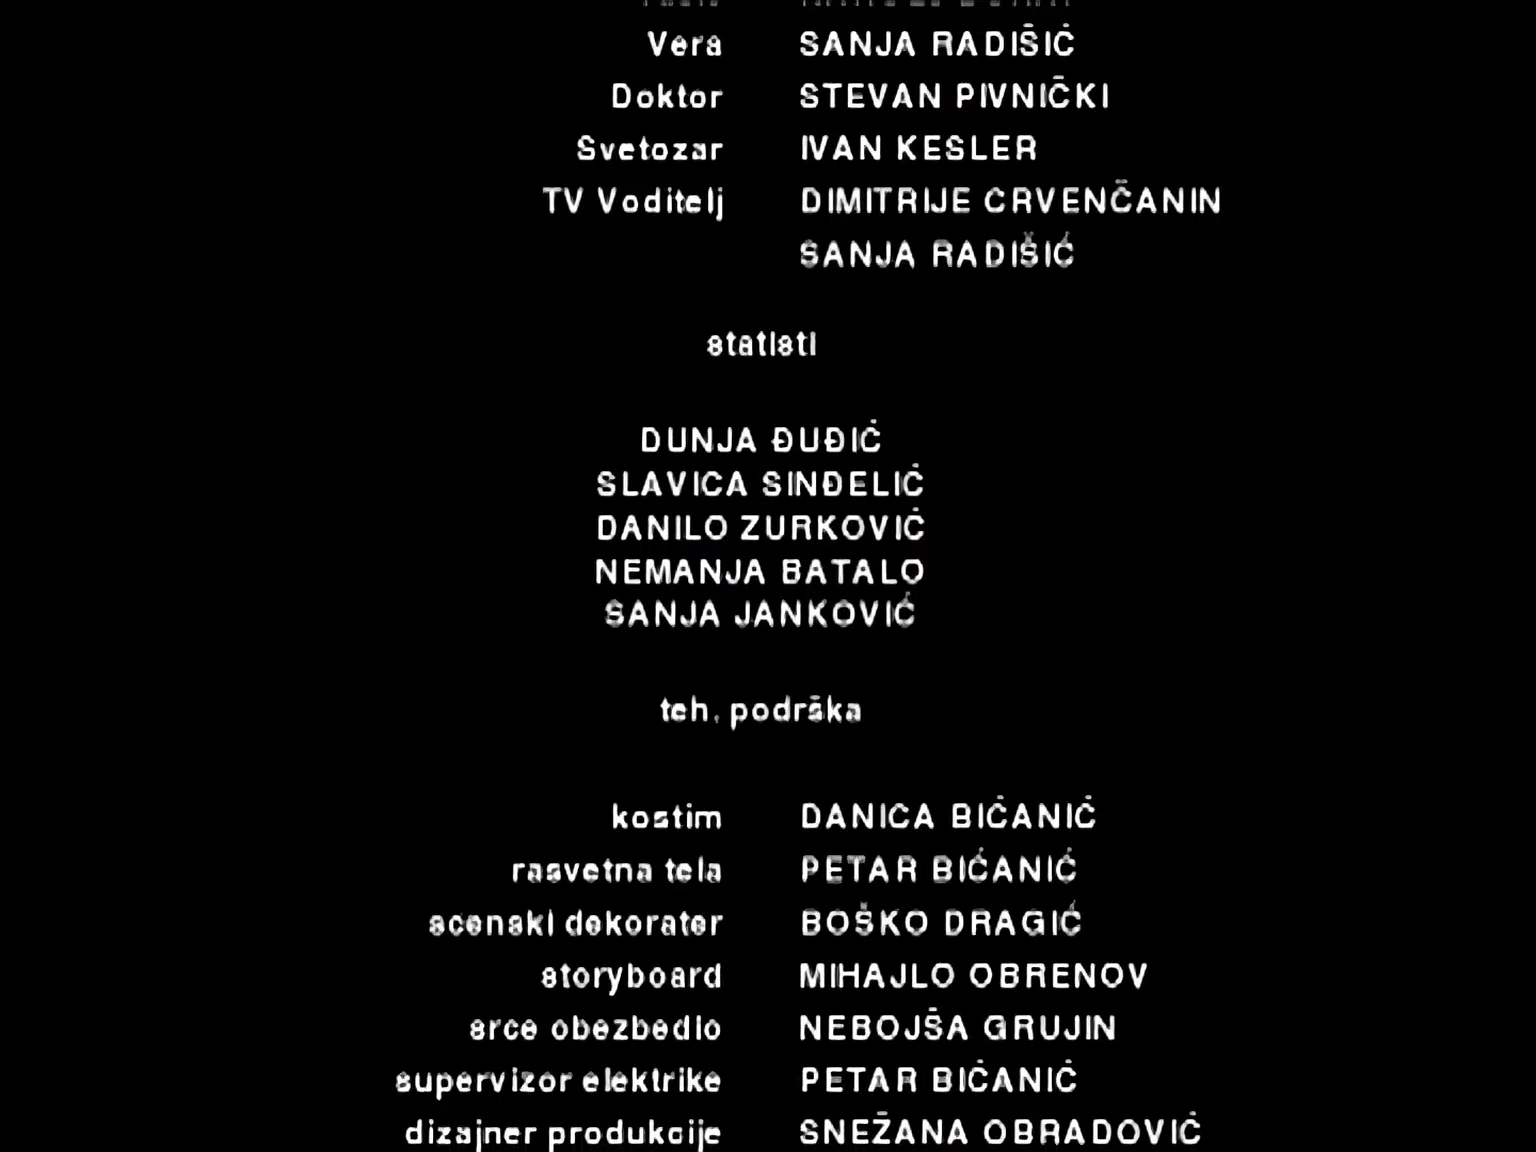 Vera SANJA RADIŠIĆ
Doktor STEVAN PIVNIČKI
Svetozar IVAN KESLER
TV Voditelj DIMITRIJE CRVENČANIN
SANJA RADIŠIĆ
statisti
DUNJA ĐUĐIĆ
SLAVICA SINĐELIĆ
DANILO ZURKOVIĆ
NEMANJA BATALO
SANJA JANKOVIĆ
teh. podrška
kostim DANICA BIĆANIĆ
rasvetna tela PETAR BIĆANIĆ
scenski dekorater BOŠKO DRAGIĆ
storyboard MIHAJLO OBRENOV
srce obezbedio NEBOJŠA GRUJIN
supervizor elektrike PETAR BIĆANIĆ
dizajner produkcije SNEŽANA OBRADOVIĆ